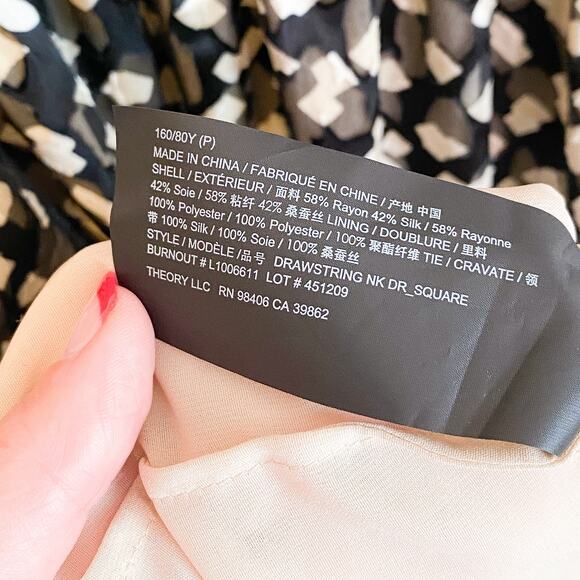 160/80Y (P)
MADE IN CHINA / FABRIQUÉ EN CHINE / 产地 中国
SHELL / EXTÉRIEUR / 面料 58% Rayon 42% Silk / 58% Rayonne
42% Soie / 58% 粘纤 42% 桑蚕丝 LINING / DOUBLURE / 里料
100% Polyester / 100% Polyester / 100% 聚酯纤维 TIE / CRAVATE / 领
带 100% Silk / 100% Soie / 100% 桑蚕丝
STYLE / MODÈLE /品号 DRAWSTRING NK DR_SQUARE
BURNOUT # L1006611 LOT # 451209
THEORY LLC RN 98406 CA 39862